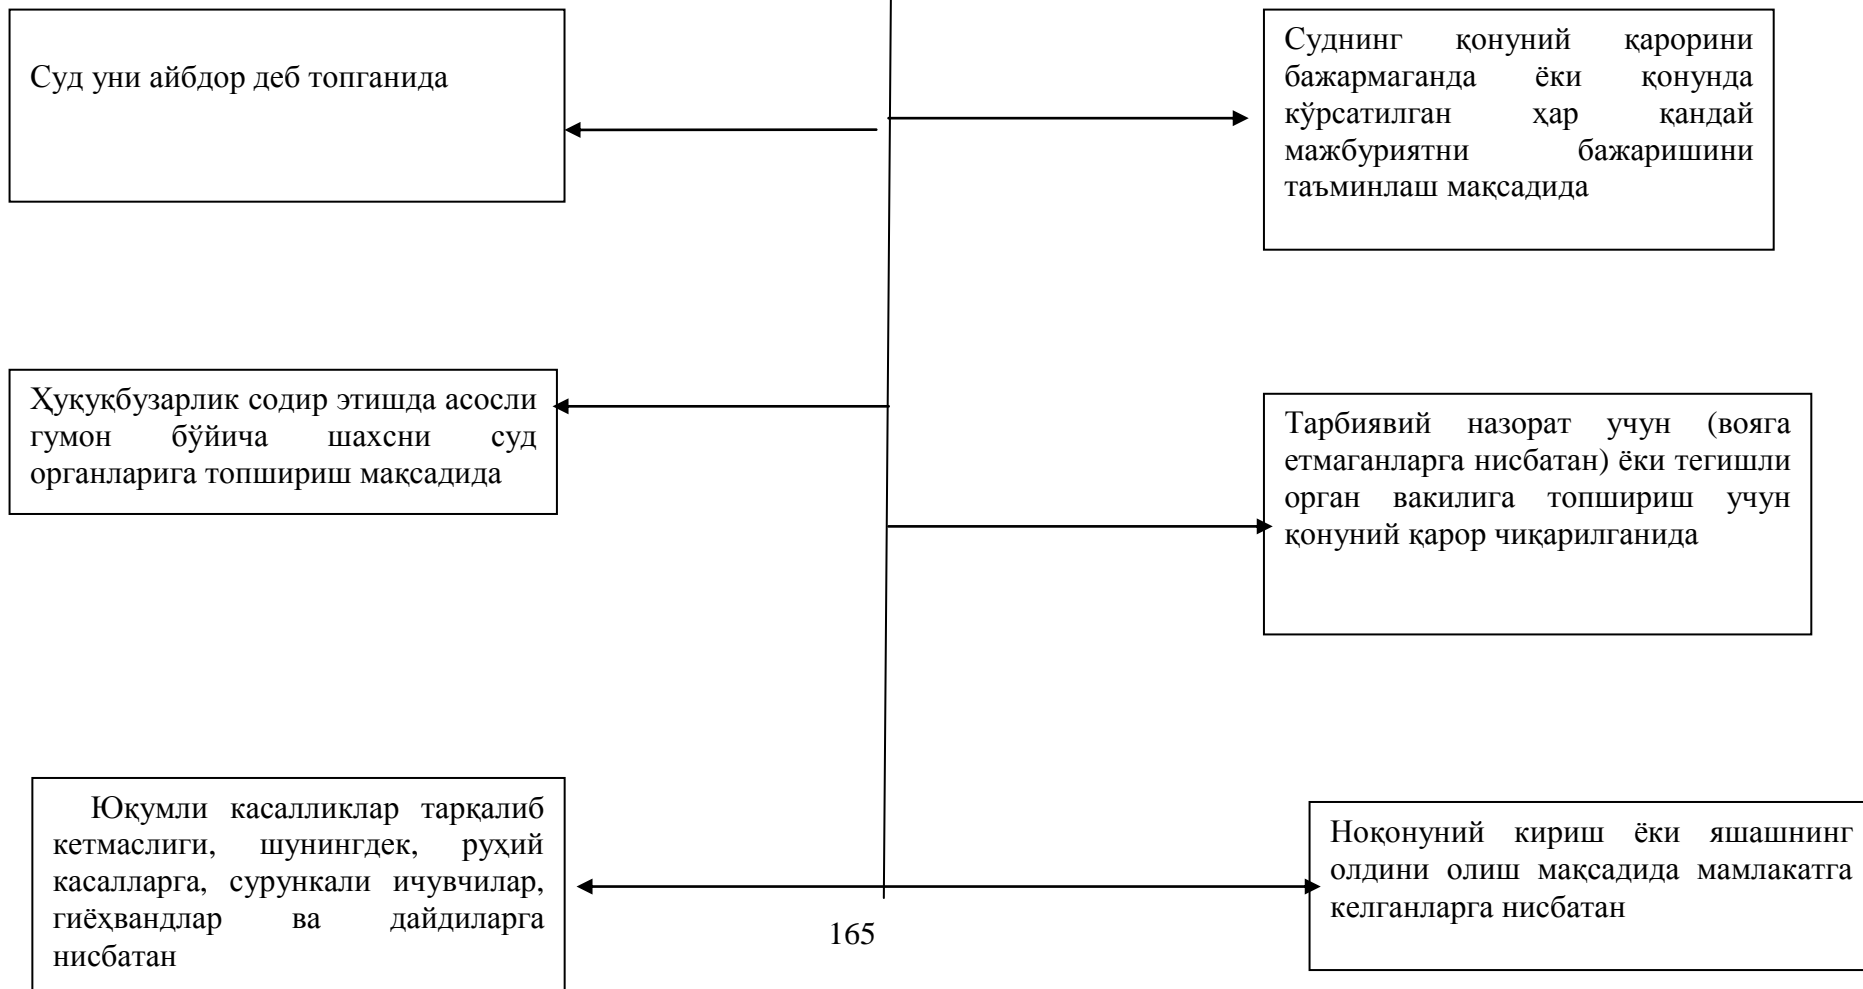 Суд уни айбдор деб топганида
Суднинг қонуний қарорини
бажармаганда ёки қонунда
кўрсатилган ҳар қандай
мажбуриятни бажаришини
таъминлаш мақсадида
Ҳуқуқбузарлик содир этишда асосли
гумон бўйича шахсни суд
органларига топшириш мақсадида
Тарбиявий назорат учун (вояга
етмаганларга нисбатан) ёки тегишли
орган вакилига топшириш учун
қонуний қарор чиқарилганида
Юқумли касалликлар тарқалиб
кетмаслиги, шунингдек, руҳий
касалларга, сурункали ичувчилар,
гиёҳвандлар ва дайдиларга
нисбатан
Ноқонуний кириш ёки яшашнинг
олдини олиш мақсадида мамлакатга
келганларга нисбатан
165